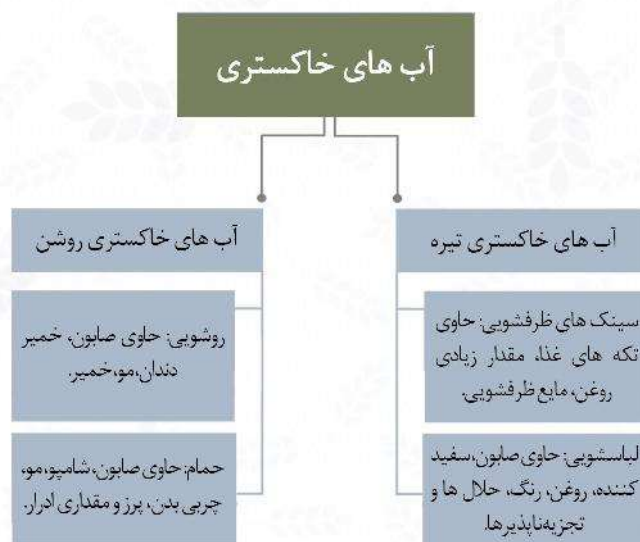 آب های خاکستری
آب های خاکستری تیره
سینک های ظرفشویی: حاوی
تکه های غذا، مقدار زیادی
روغن، مایع ظرفشویی.
لباسشویی: حاوی صابون، سفید
کننده، روغن، رنگ، حلال ها و
تجزیه‌ناپذیرها.
آب های خاکستری روشن
روشویی: حاوی صابون، خمیر
دندان، مو، خمیر.
حمام: حاوی صابون، شامپو، مو،
چربی بدن، پرز و مقداری ادرار.